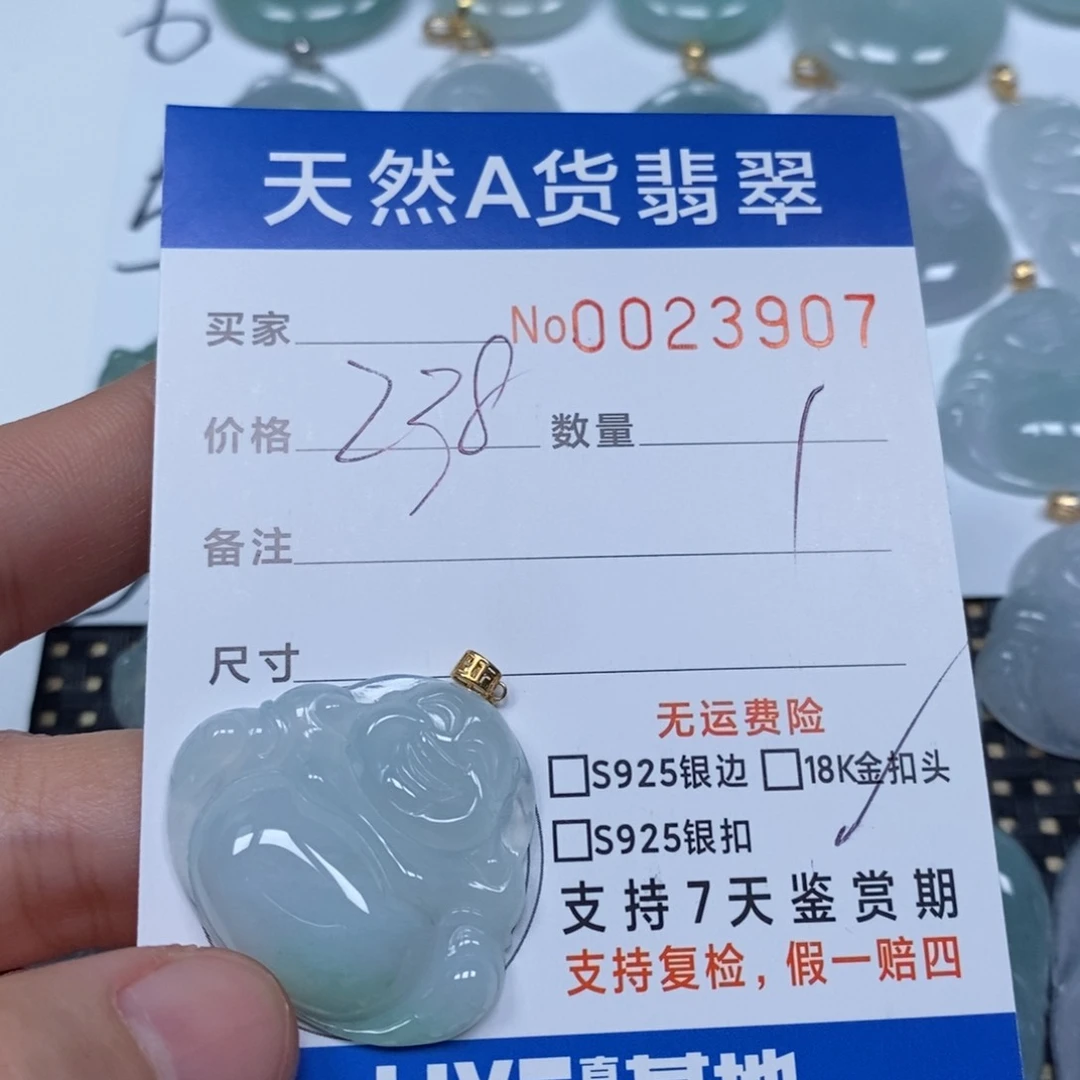 天然A货翡翠
买家 No0023907
价格 238 数量 1
备注
尺寸
无运费险
S925银边 18K金扣头
S925银扣
支持7天鉴赏期
支持复检，假一赔四